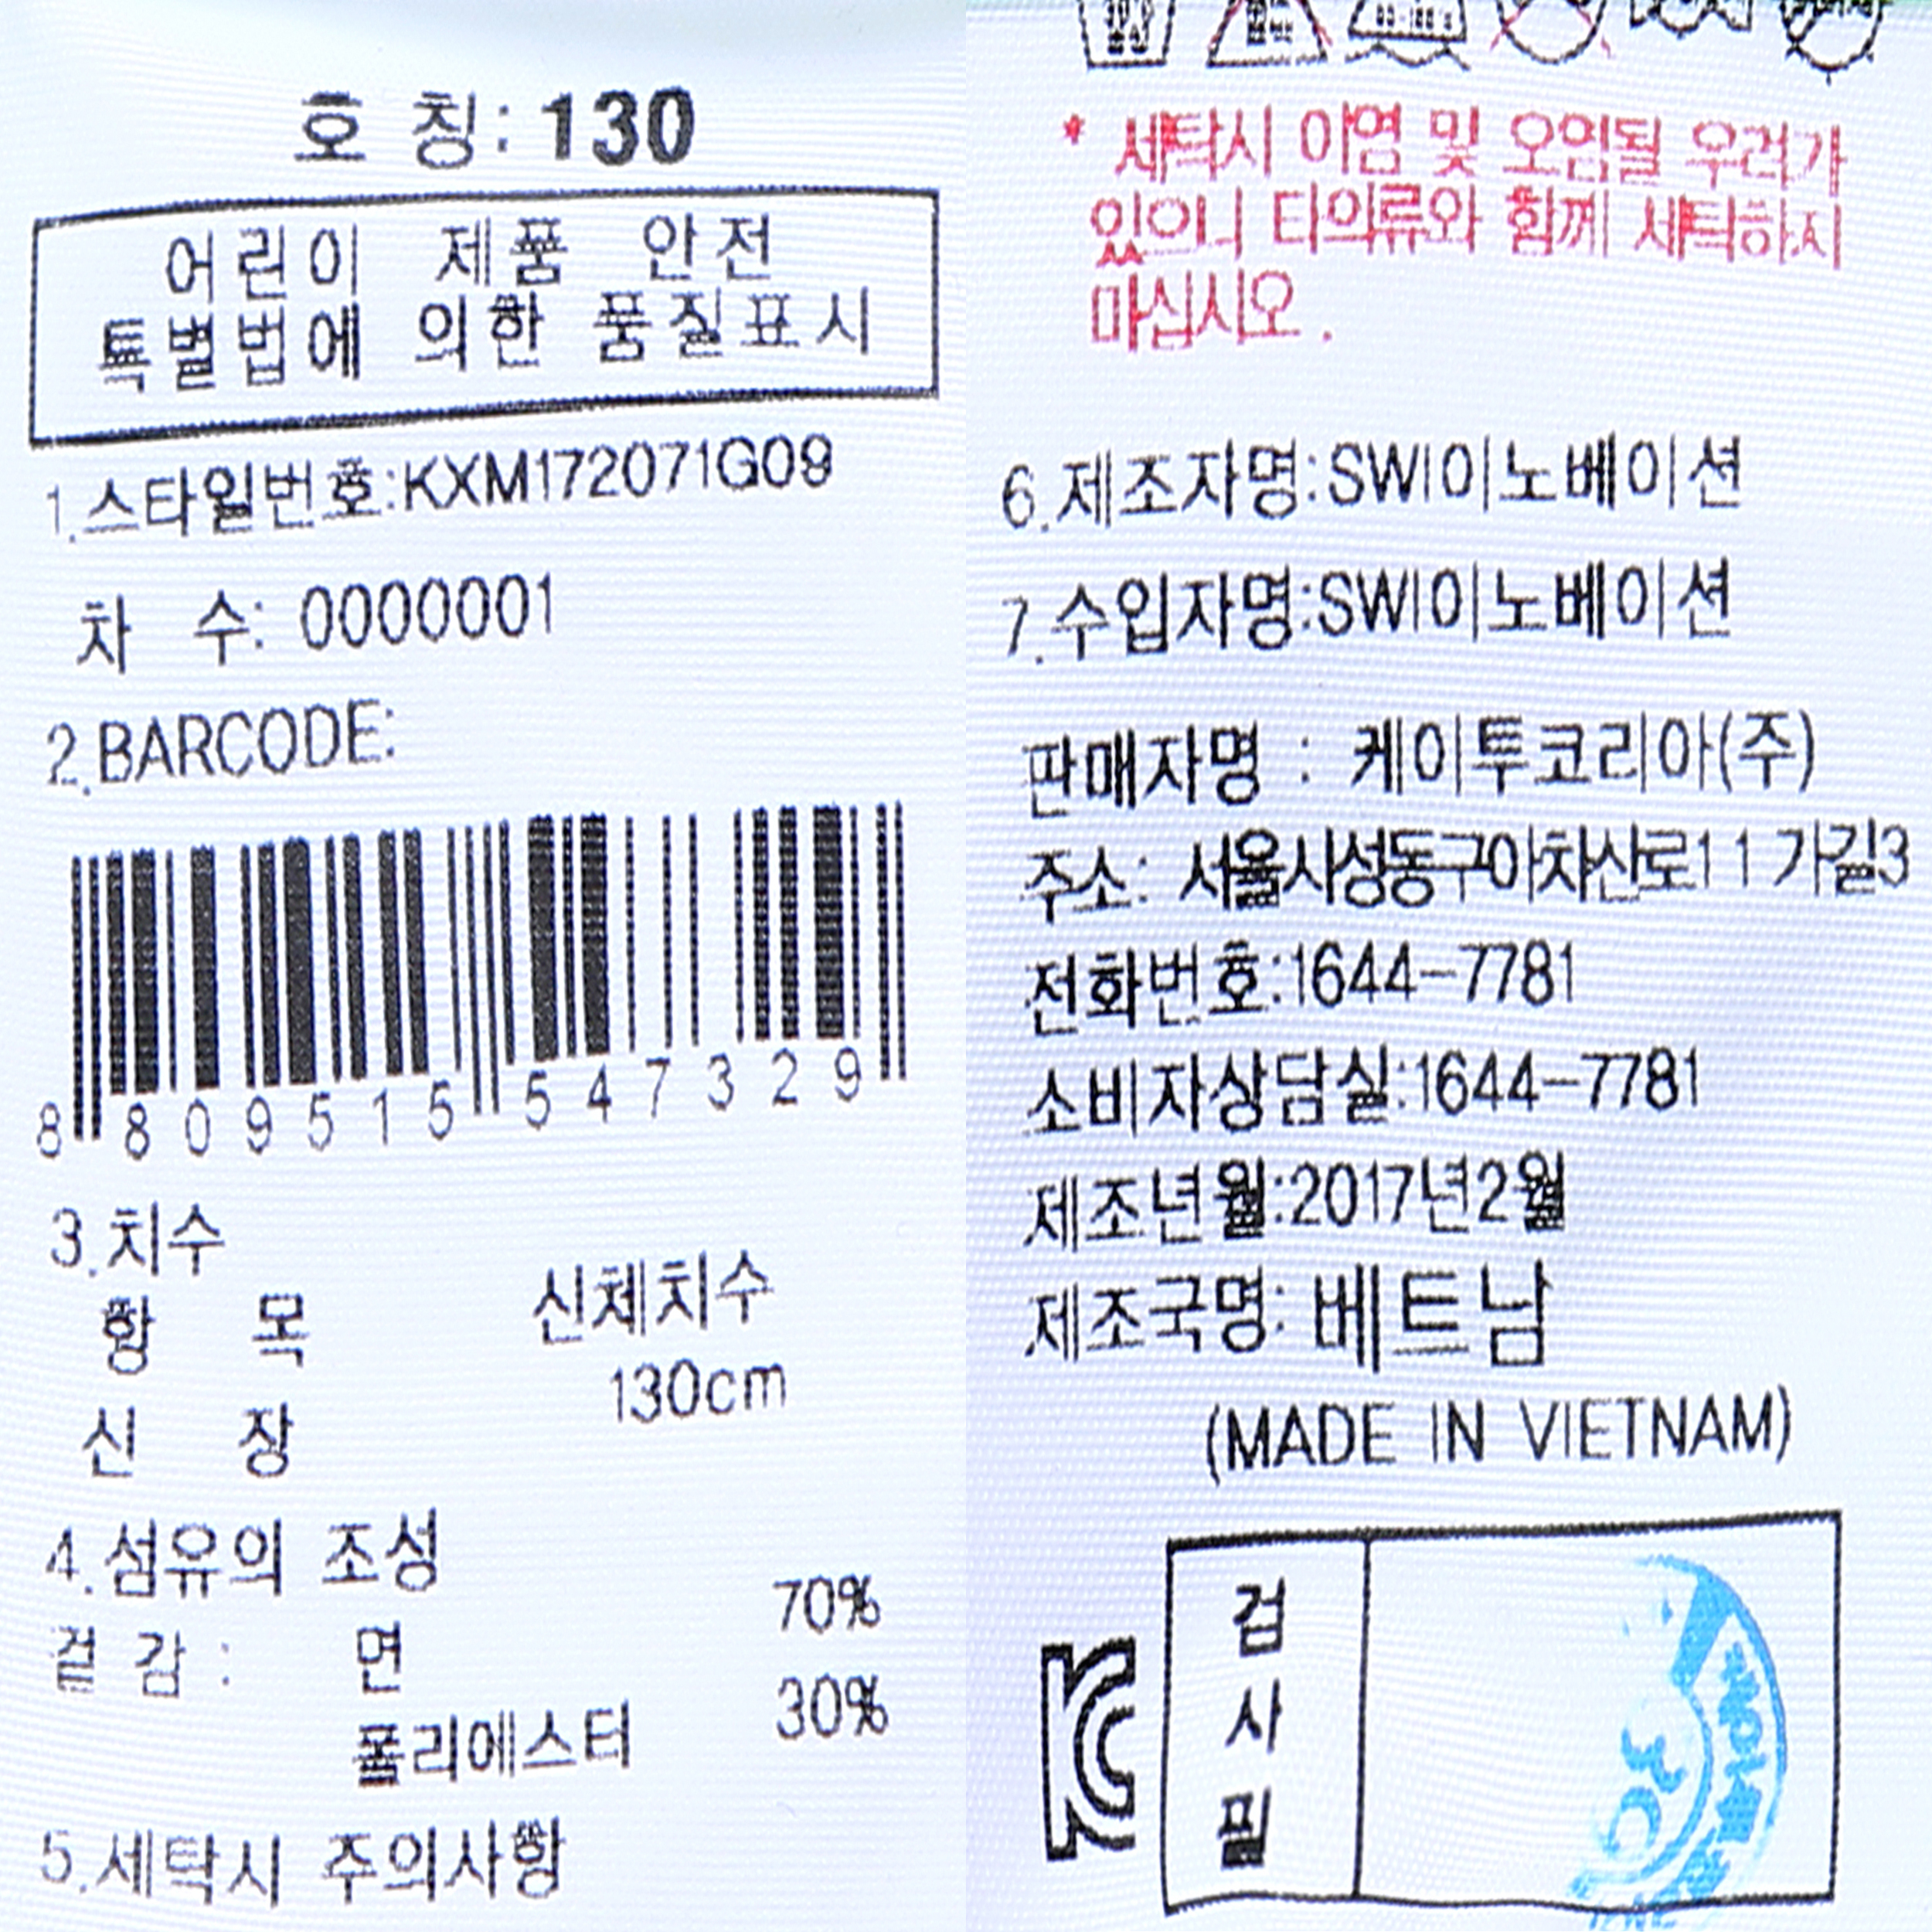 호 칭: 130
어린이 제품 안전
특별법에 의한 품질표시
1.스타일번호:KXM172071G09
차 수: 0000001
2.BARCODE:
8 809515 547329
3.치수
항 목 신체치수
신 장 130cm
4.섬유의 조성
겉감: 면 70%
폴리에스터 30%
5.세탁시 주의사항
* 세탁시 이염 및 오염될 우려가
있으니 타의류와 함께 세탁하지
마십시오.
6.제조자명:SW이노베이션
7.수입자명:SW이노베이션
판매자명 : 케이투코리아(주)
주소: 서울시성동구아차산로11가길3
전화번호:1644-7781
소비자상담실:1644-7781
제조년월:2017년2월
제조국명: 베트남
(MADE IN VIETNAM)
검
사
필